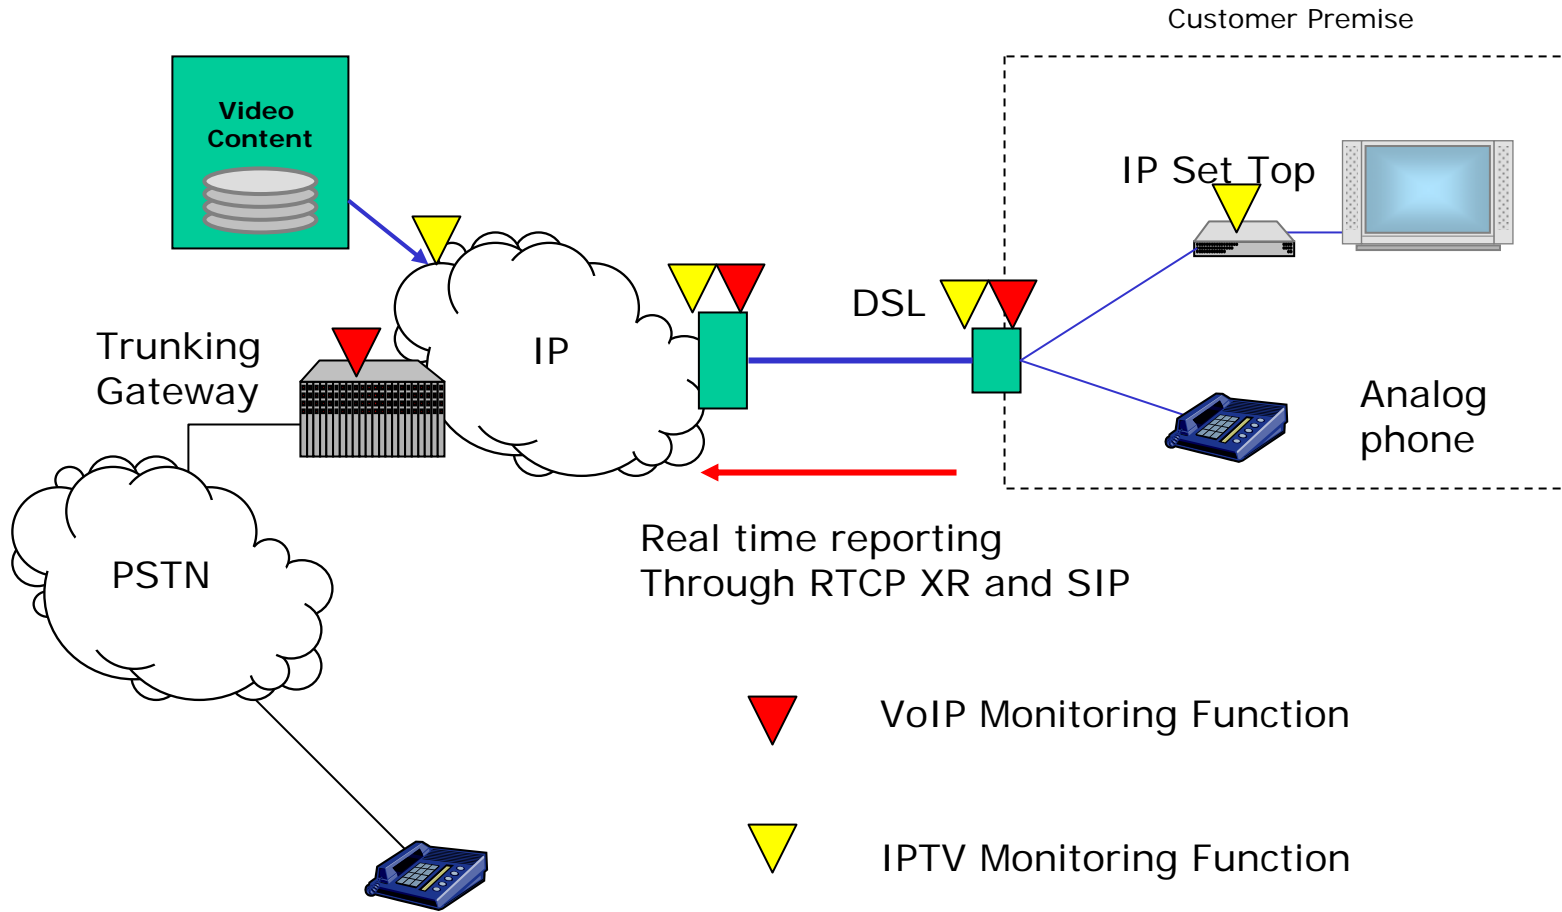 Customer Premise
Video
Content
IP Set Top
DSL
Trunking
Gateway
IP
Analog
phone
Real time reporting
Through RTCP XR and SIP
PSTN
VoIP Monitoring Function
IPTV Monitoring Function